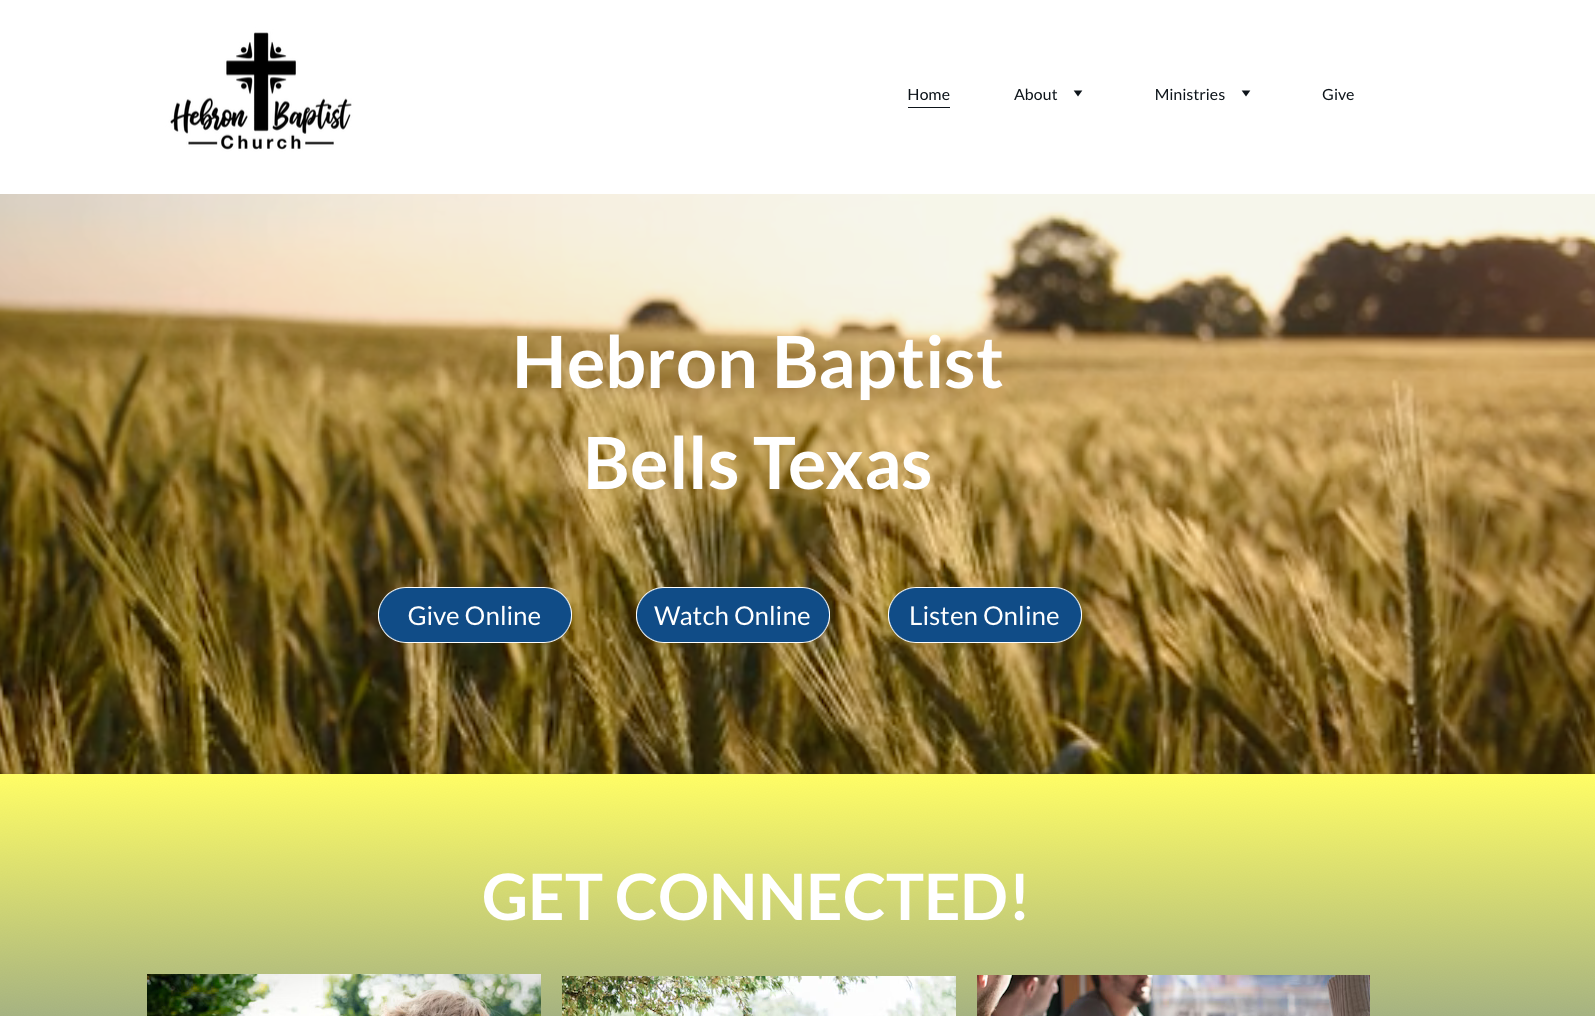 Hebron Baptist
Church
Home
About
Ministries
Give
Hebron Baptist
Bells Texas
Give Online
Watch Online
Listen Online
GET CONNECTED!